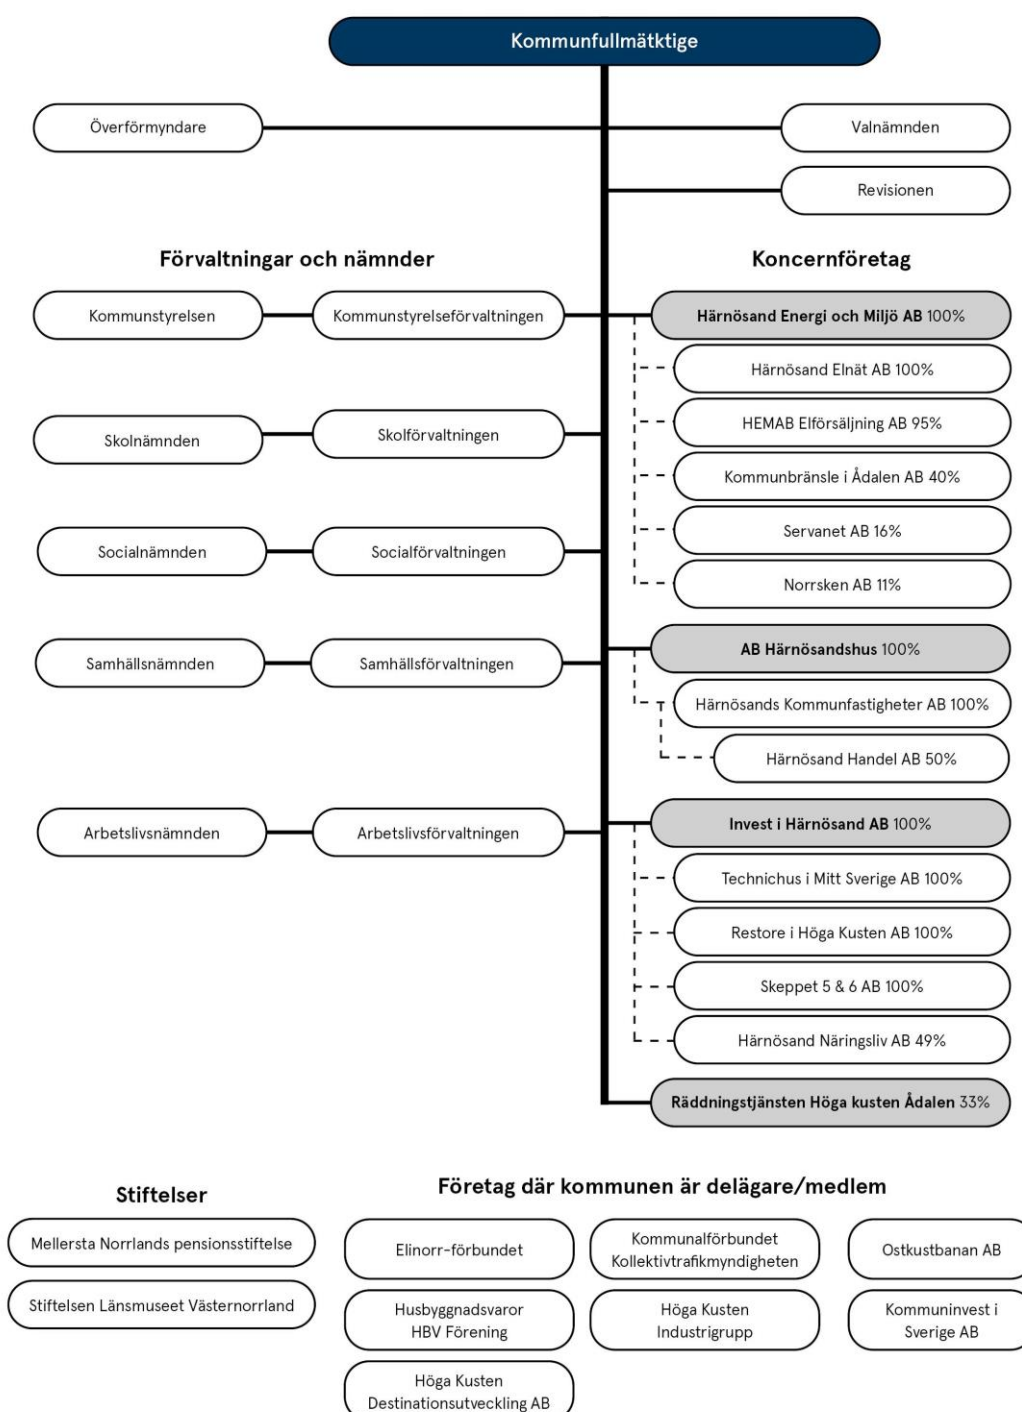 Kommunfullmätktige
Överförmyndare
Valnämnden
Revisionen
Förvaltningar och nämnder
Koncernföretag
Kommunstyrelsen
Kommunstyrelseförvaltningen
Härnösand Energi och Miljö AB 100%
Härnösand Elnät AB 100%
HEMAB Elförsäljning AB 95%
Kommunbränsle i Ådalen AB 40%
Servanet AB 16%
Norrsken AB 11%
Skolnämnden
Skolförvaltningen
Socialnämnden
Socialförvaltningen
Samhällsnämnden
Samhällsförvaltningen
AB Härnösandshus 100%
Härnösands Kommunfastigheter AB 100%
Härnösand Handel AB 50%
Arbetslivsnämnden
Arbetslivsförvaltningen
Invest i Härnösand AB 100%
Technichus i Mitt Sverige AB 100%
Restore i Höga Kusten AB 100%
Skeppet 5 & 6 AB 100%
Härnösand Näringsliv AB 49%
Räddningstjänsten Höga kusten Ådalen 33%
Stiftelser
Mellersta Norrlands pensionsstiftelse
Stiftelsen Länsmuseet Västernorrland
Företag där kommunen är delägare/medlem
Elinorr-förbundet
Kommunalförbundet
Kollektivtrafikmyndigheten
Ostkustbanan AB
Husbyggnadsvaror
HBV Förening
Höga Kusten
Industrigrupp
Kommuninvest i
Sverige AB
Höga Kusten
Destinationsutveckling AB